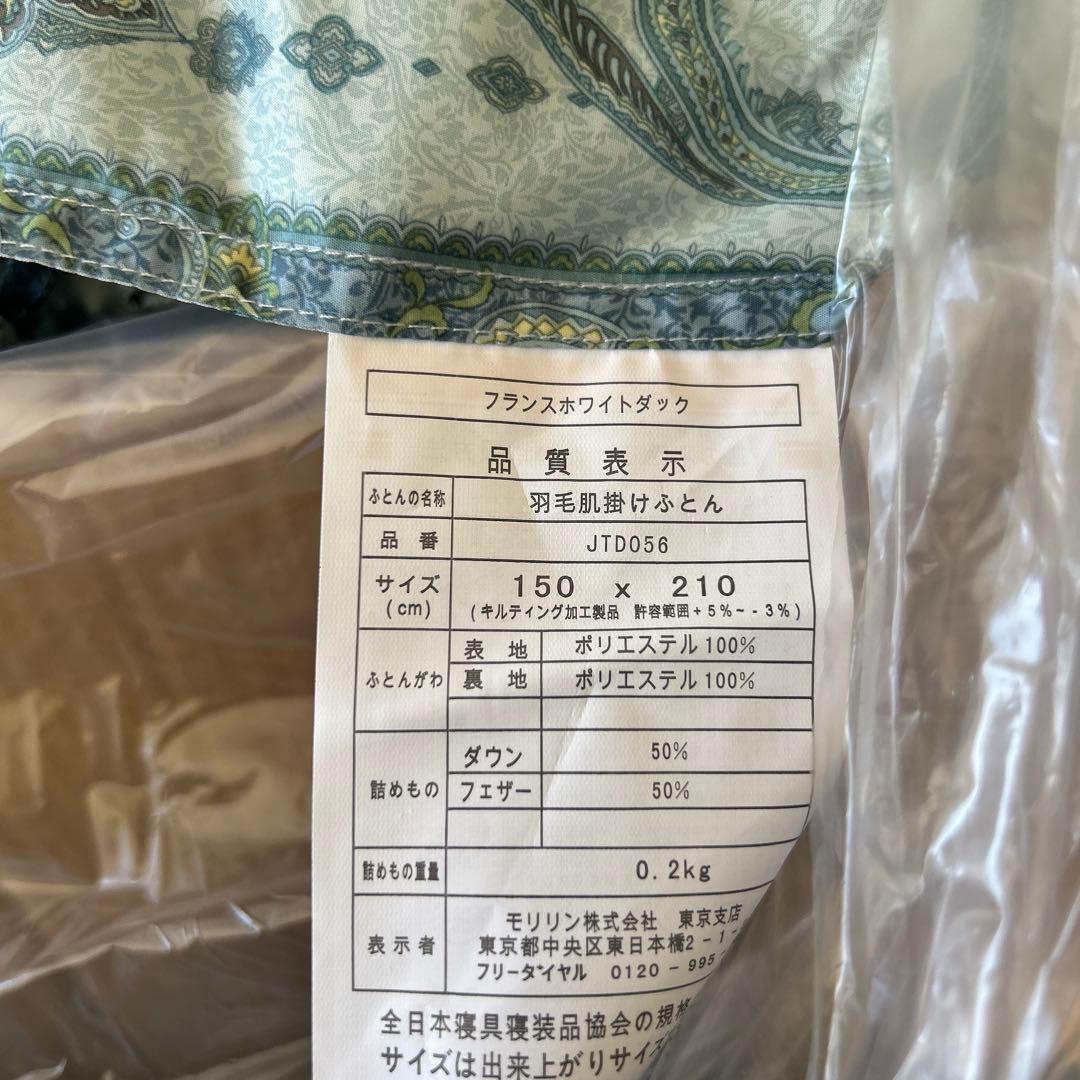 フランスホワイトダック
品質表示
ふとんの名称 羽毛肌掛けふとん
品番 JTD056
サイズ(cm) 150 x 210
(キルティング加工製品 許容範囲+5%~-3%)
ふとんがわ 表地 ポリエステル100%
裏地 ポリエステル100%
詰めもの ダウン 50%
フェザー 50%
詰めもの重量 0.2kg
表示者 モリリン株式会社 東京支店
東京都中央区東日本橋2-1
フリーダイヤル 0120-995
全日本寝具寝装品協会の規格
サイズは出来上がりサイズ